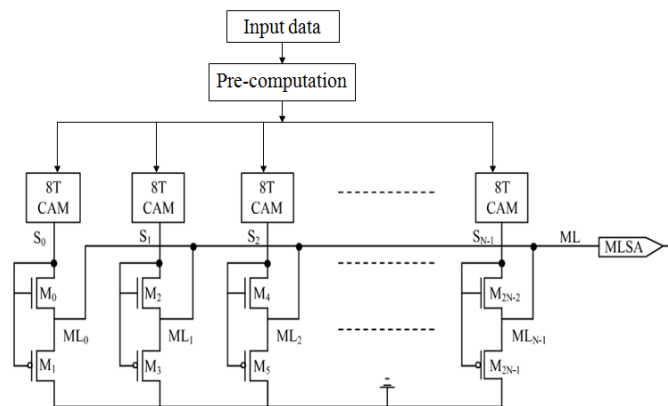 Input data
Pre-computation
8T CAM 8T CAM 8T CAM 8T CAM
S0 S1 S2 SN-1 ML MLSA
M0 M2 M4 M2N-2
ML0 ML1 ML2 MLN-1
M1 M3 M5 M2N-1